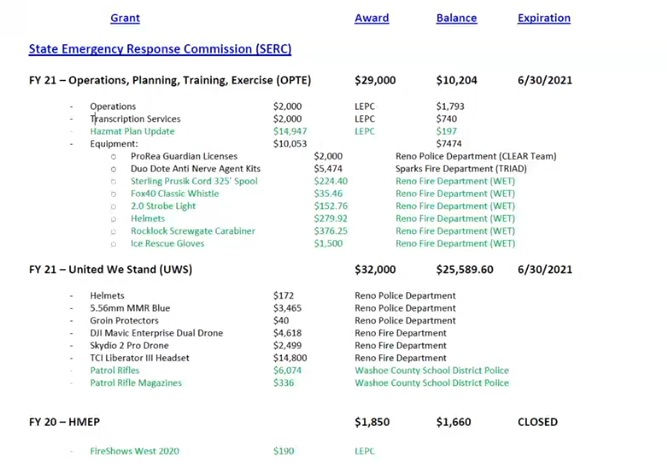 Grant Award Balance Expiration
State Emergency Response Commission (SERC)
FY 21 – Operations, Planning, Training, Exercise (OPTE) $29,000 $10,204 6/30/2021
- Operations $2,000 LEPC $1,793
- Transcription Services $2,000 LEPC $740
- Hazmat Plan Update $14,947 LEPC $197
- Equipment: $10,053 $7474
o ProRea Guardian Licenses $2,000 Reno Police Department (CLEAR Team)
o Duo Dote Anti Nerve Agent Kits $5,474 Sparks Fire Department (TRIAD)
o Sterling Prusik Cord 325' Spool $224.40 Reno Fire Department (WET)
o Fox40 Classic Whistle $35.46 Reno Fire Department (WET)
o 2.0 Strobe Light $152.76 Reno Fire Department (WET)
o Helmets $279.92 Reno Fire Department (WET)
o Rocklock Screwgate Carabiner $376.25 Reno Fire Department (WET)
o Ice Rescue Gloves $1,500 Reno Fire Department (WET)
FY 21 – United We Stand (UWS) $32,000 $25,589.60 6/30/2021
- Helmets $172 Reno Police Department
- 5.56mm MMR Blue $3,465 Reno Police Department
- Groin Protectors $40 Reno Police Department
- DJI Mavic Enterprise Dual Drone $4,618 Reno Fire Department
- Skydio 2 Pro Drone $2,499 Reno Fire Department
- TCI Liberator III Headset $14,800 Reno Fire Department
- Patrol Rifles $6,074 Washoe County School District Police
- Patrol Rifle Magazines $336 Washoe County School District Police
FY 20 – HMEP $1,850 $1,660 CLOSED
- FireShows West 2020 $190 LEPC